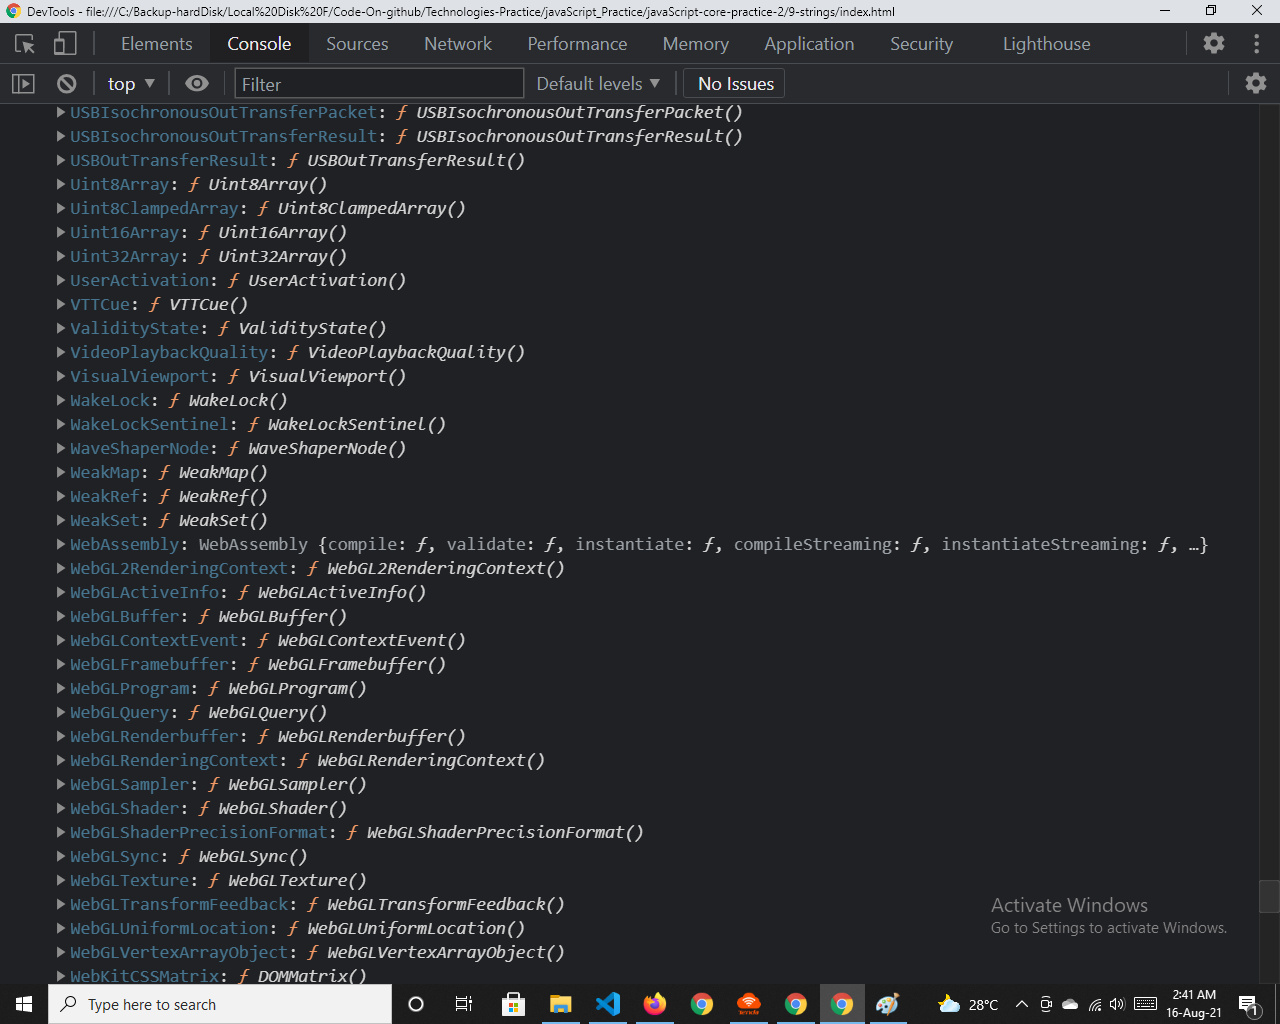 DevTools - file:///C:/Backup-hardDisk/Local%20Disk%20F/Code-On-github/Technologies-Practice/javaScript_Practice/javaScript-core-practice-2/9-strings/index.html
Elements Console Sources Network Performance Memory Application Security Lighthouse
top ▼ Filter Default levels ▼ No Issues
USBIsochronousOutTransferPacket: ƒ USBIsochronousOutTransferPacket()
USBIsochronousOutTransferResult: ƒ USBIsochronousOutTransferResult()
USBOutTransferResult: ƒ USBOutTransferResult()
Uint8Array: ƒ Uint8Array()
Uint8ClampedArray: ƒ Uint8ClampedArray()
Uint16Array: ƒ Uint16Array()
Uint32Array: ƒ Uint32Array()
UserActivation: ƒ UserActivation()
VTTCue: ƒ VTTCue()
ValidityState: ƒ ValidityState()
VideoPlaybackQuality: ƒ VideoPlaybackQuality()
VisualViewport: ƒ VisualViewport()
WakeLock: ƒ WakeLock()
WakeLockSentinel: ƒ WakeLockSentinel()
WaveShaperNode: ƒ WaveShaperNode()
WeakMap: ƒ WeakMap()
WeakRef: ƒ WeakRef()
WeakSet: ƒ WeakSet()
WebAssembly: WebAssembly {compile: ƒ, validate: ƒ, instantiate: ƒ, compileStreaming: ƒ, instantiateStreaming: ƒ, …}
WebGL2RenderingContext: ƒ WebGL2RenderingContext()
WebGLActiveInfo: ƒ WebGLActiveInfo()
WebGLBuffer: ƒ WebGLBuffer()
WebGLContextEvent: ƒ WebGLContextEvent()
WebGLFramebuffer: ƒ WebGLFramebuffer()
WebGLProgram: ƒ WebGLProgram()
WebGLQuery: ƒ WebGLQuery()
WebGLRenderbuffer: ƒ WebGLRenderbuffer()
WebGLRenderingContext: ƒ WebGLRenderingContext()
WebGLSampler: ƒ WebGLSampler()
WebGLShader: ƒ WebGLShader()
WebGLShaderPrecisionFormat: ƒ WebGLShaderPrecisionFormat()
WebGLSync: ƒ WebGLSync()
WebGLTexture: ƒ WebGLTexture()
WebGLTransformFeedback: ƒ WebGLTransformFeedback()
WebGLUniformLocation: ƒ WebGLUniformLocation()
WebGLVertexArrayObject: ƒ WebGLVertexArrayObject()
WebKitCSSMatrix: ƒ DOMMatrix()
Activate Windows
Go to Settings to activate Windows.
Type here to search
28°C
2:41 AM
16-Aug-21
1